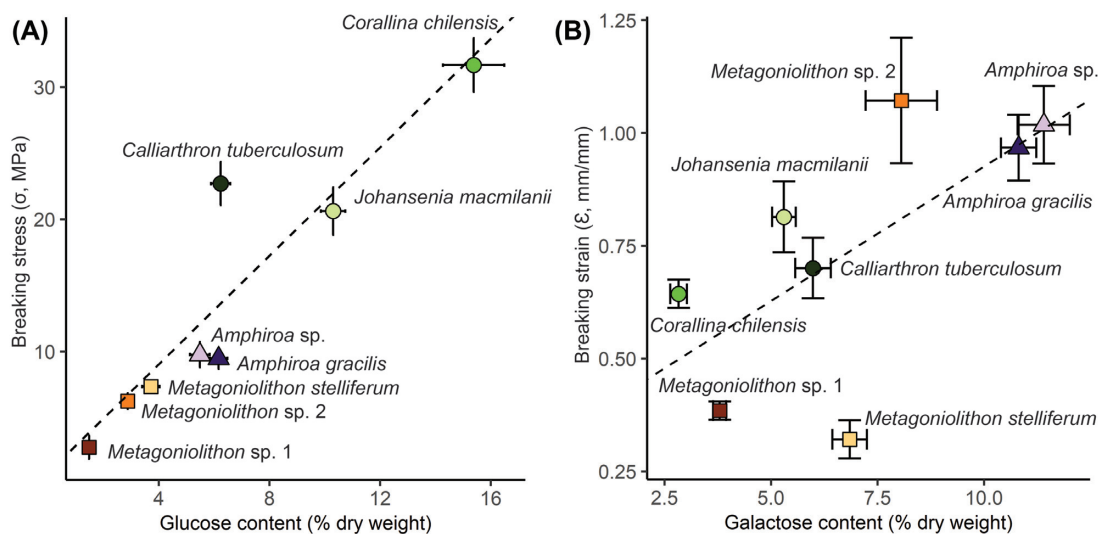 (A)
Corallina chilensis
Calliarthron tuberculosum
Johansenia macmilanii
Amphiroa sp.
Amphiroa gracilis
Metagoniolithon stelliferum
Metagoniolithon sp. 2
Metagoniolithon sp. 1
Breaking stress (σ, MPa)
30
20
10
4 8 12 16
Glucose content (% dry weight)
(B)
Metagoniolithon sp. 2
Amphiroa sp.
Johansenia macmilanii
Amphiroa gracilis
Calliarthron tuberculosum
Corallina chilensis
Metagoniolithon sp. 1
Metagoniolithon stelliferum
Breaking strain (Ɛ, mm/mm)
1.25
1.00
0.75
0.50
0.25
2.5 5.0 7.5 10.0
Galactose content (% dry weight)